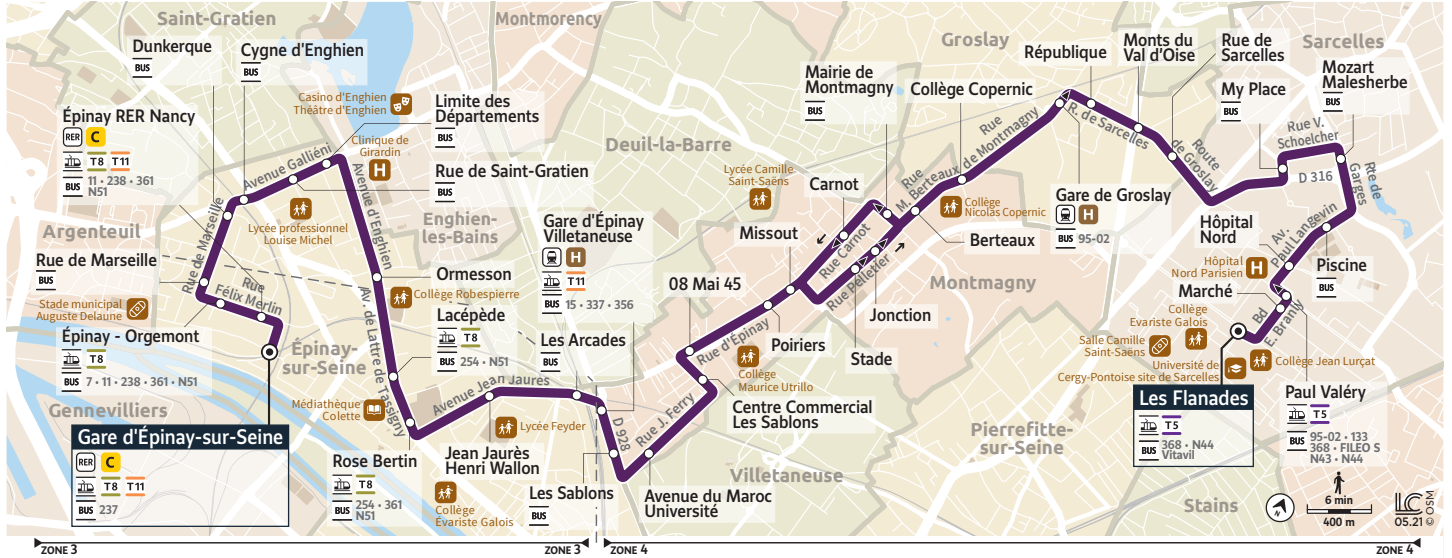 Saint-Gratien
Montmorency
Groslay
Sarcelles
Deuil-la-Barre
Argenteuil
Enghien-
les-Bains
Montmagny
Épinay-
sur-Seine
Gennevilliers
Villetaneuse
Pierrefitte-
sur-Seine
Stains
Dunkerque
BUS
Cygne d'Enghien
BUS
Épinay RER Nancy
RER C
T8 T11
BUS 11 • 238 • 361
N51
Casino d'Enghien
Théâtre d'Enghien
Limite des
Départements
BUS
Clinique de
Girardin
H
Rue de Saint-Gratien
BUS
Avenue Galliéni
Avenue d'Enghien
Lycée professionnel
Louise Michel
Rue de Marseille
BUS
Rue de Marseille
Rue
Félix Merlin
Stade municipal
Auguste Delaune
Épinay - Orgemont
T8
BUS 7 • 11 • 238 • 361 • N51
Gare d'Épinay-sur-Seine
RER C
T8 T11
BUS 237
Ormesson
Collège Robespierre
Av. de Lattre de Tassigny
Lacépède
T8
BUS 254 • N51
Médiathèque
Colette
Rose Bertin
T8
BUS 254 • 361
N51
Avenue Jean Jaurès
Lycée Feyder
Jean Jaurès
Henri Wallon
Collège
Évariste Galois
Gare d'Épinay
Villetaneuse
H
T11
BUS 15 • 337 • 356
Les Arcades
BUS
D 928
Les Sablons
BUS
Rue J. Ferry
Avenue du Maroc
Université
Centre Commercial
Les Sablons
Rue d'Épinay
08 Mai 45
Poiriers
Collège
Maurice Utrillo
Missout
Lycée Camille
Saint-Saëns
Carnot
Rue Carnot
Rue Pelletier
Stade
Jonction
Mairie de
Montmagny
BUS
Berteaux
Rue
M. Berteaux
Collège Copernic
Collège
Nicolas Copernic
Rue
de Montmagny
République
Gare de Groslay
H
BUS 95-02
R. de Sarcelles
Monts du
Val d'Oise
Rue de
Sarcelles
Route
de Groslay
My Place
BUS
Mozart
Malesherbe
BUS
Rue V.
Schoelcher
D 316
Rte de
Garges
Hôpital
Nord
Hôpital
Nord Parisien
H
Av.
Paul Langevin
Piscine
BUS
Marché
Collège
Evariste Galois
Salle Camille
Saint-Saëns
Bd
E. Branly
Université de
Cergy-Pontoise site de Sarcelles
Collège Jean Lurçat
Les Flanades
T5
BUS 368 • N44
Vitavil
Paul Valéry
T5
BUS 95-02 • 133
368 • FILEO S
N43 • N44
6 min
400 m
N
LC
05.21 © OSM
ZONE 3
ZONE 3
ZONE 4
ZONE 4